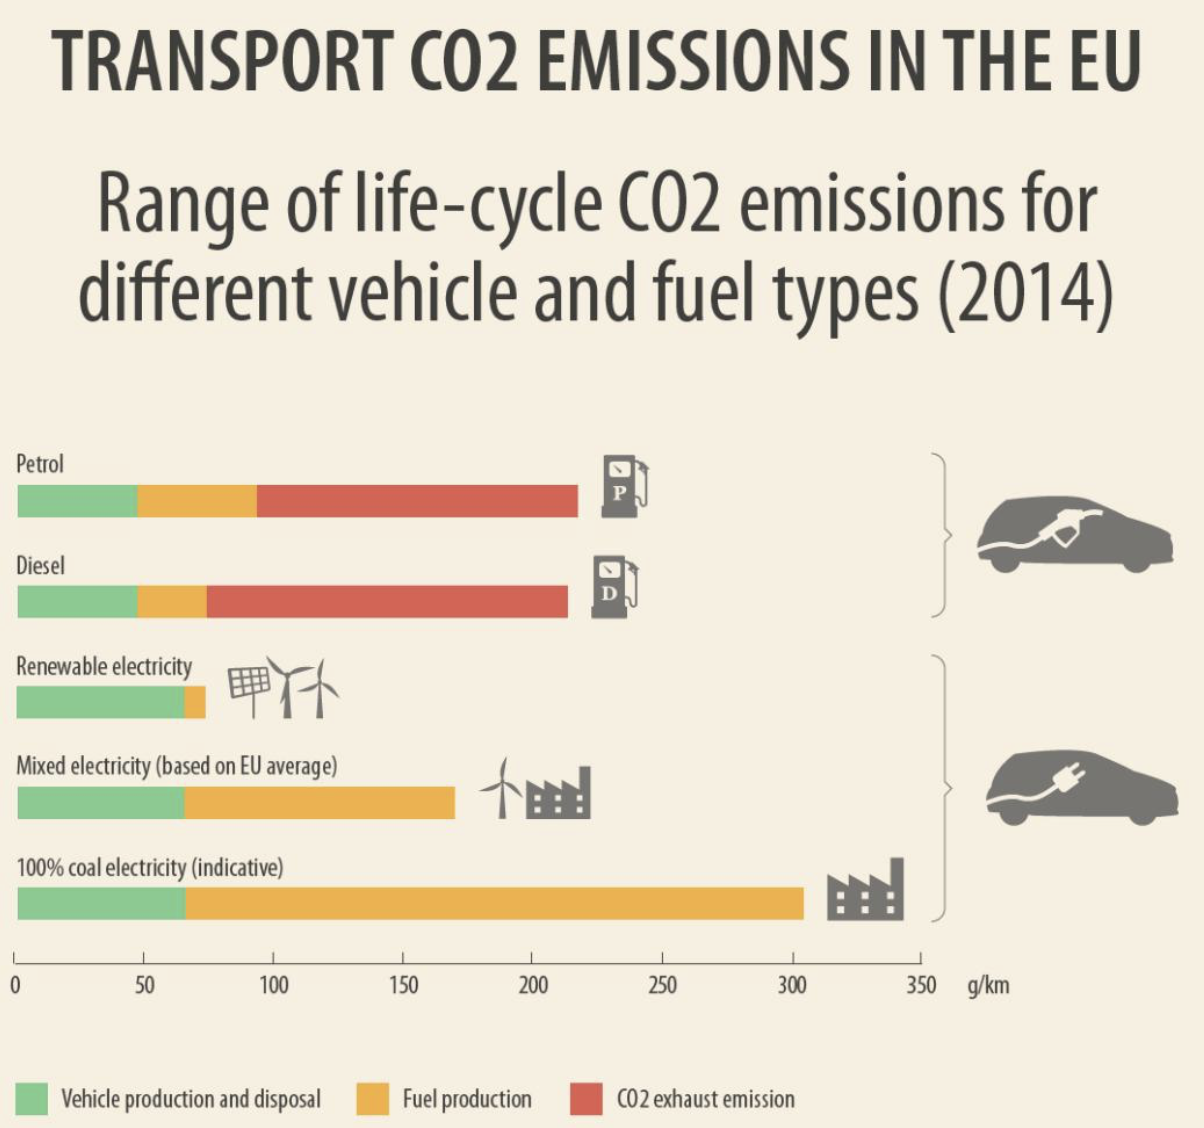 TRANSPORT CO2 EMISSIONS IN THE EU
Range of life-cycle CO2 emissions for
different vehicle and fuel types (2014)
Petrol
P
Diesel
D
Renewable electricity
Mixed electricity (based on EU average)
100% coal electricity (indicative)
0 50 100 150 200 250 300 350 g/km
Vehicle production and disposal Fuel production CO2 exhaust emission